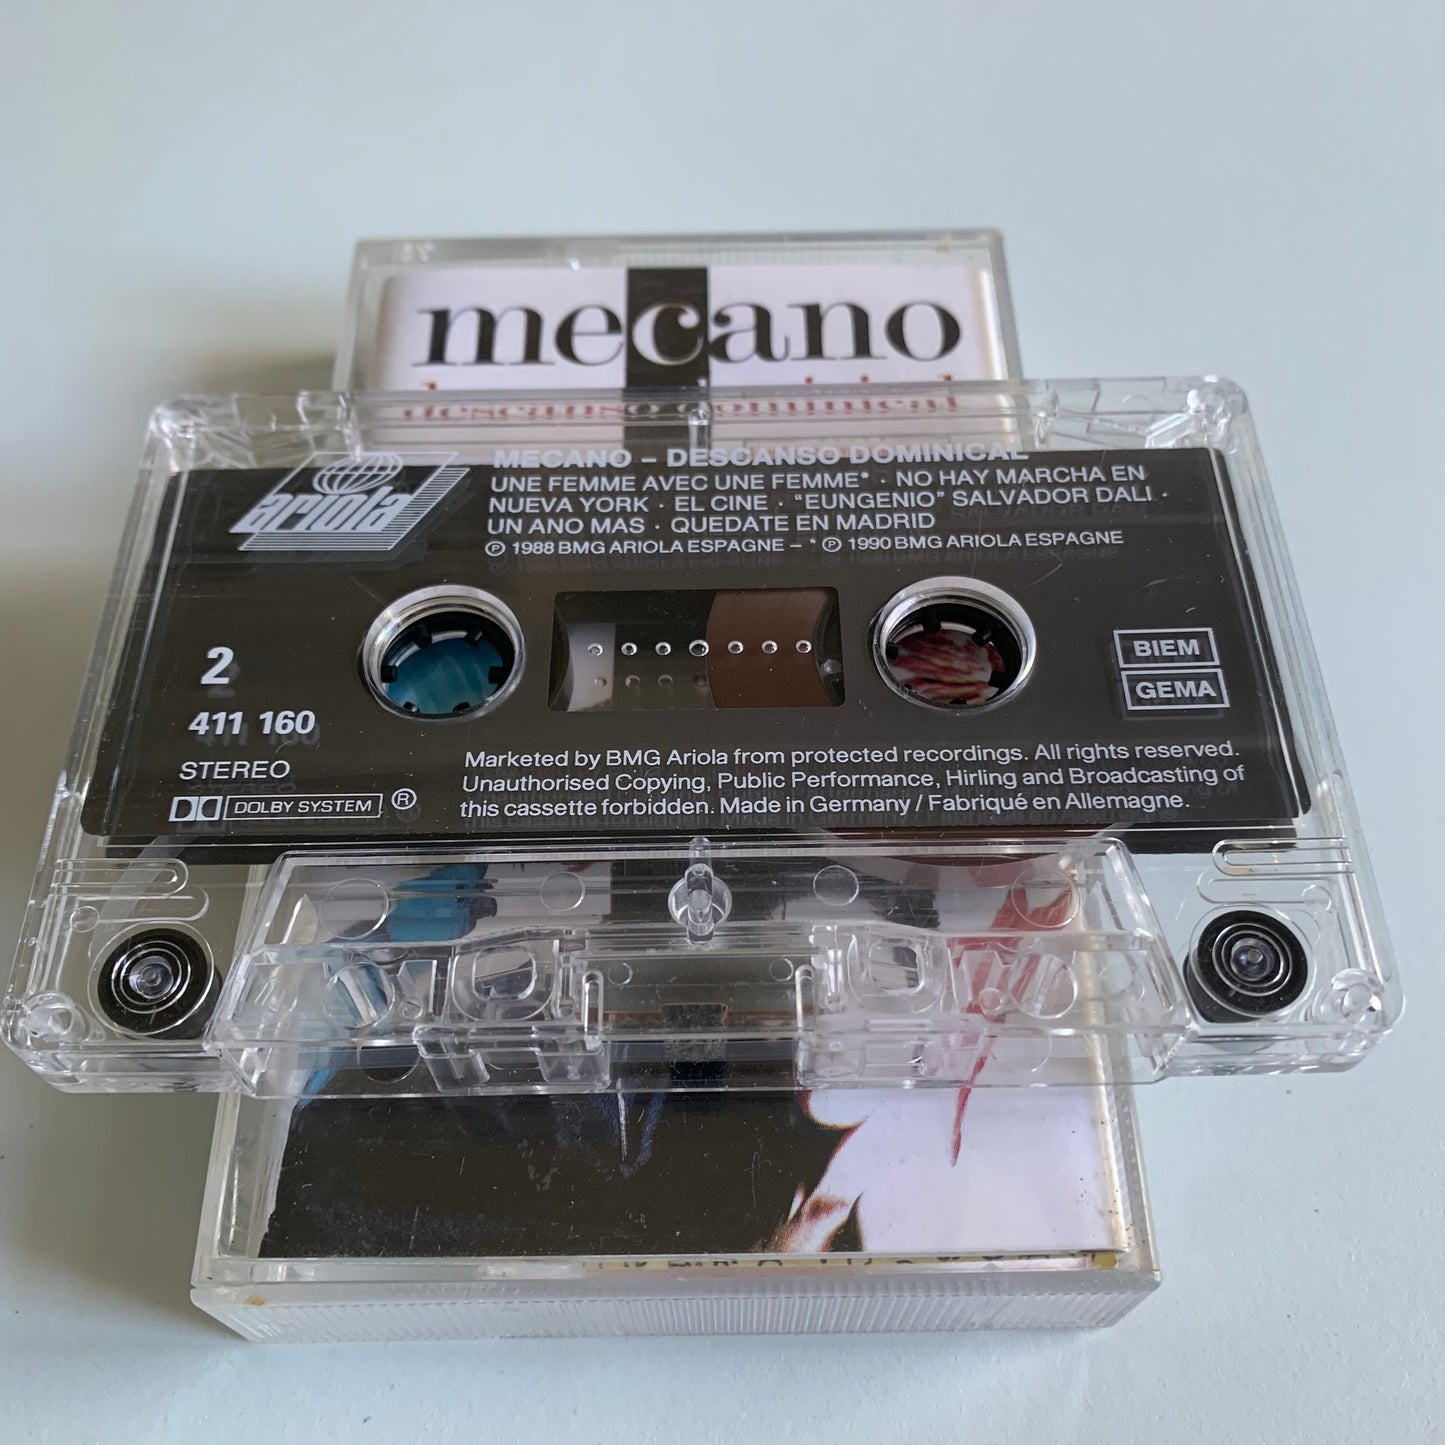 mecano
descanso dominical
ariola
MECANO – DESCANSO DOMINICAL
UNE FEMME AVEC UNE FEMME* · NO HAY MARCHA EN
NUEVA YORK · EL CINE · “EUNGENIO” SALVADOR DALI ·
UN ANO MAS · QUEDATE EN MADRID
℗ 1988 BMG ARIOLA ESPAGNE – * ℗ 1990 BMG ARIOLA ESPAGNE
2
411 160
STEREO
DOLBY SYSTEM ®
BIEM
GEMA
Marketed by BMG Ariola from protected recordings. All rights reserved.
Unauthorised Copying, Public Performance, Hirling and Broadcasting of
this cassette forbidden. Made in Germany / Fabriqué en Allemagne.